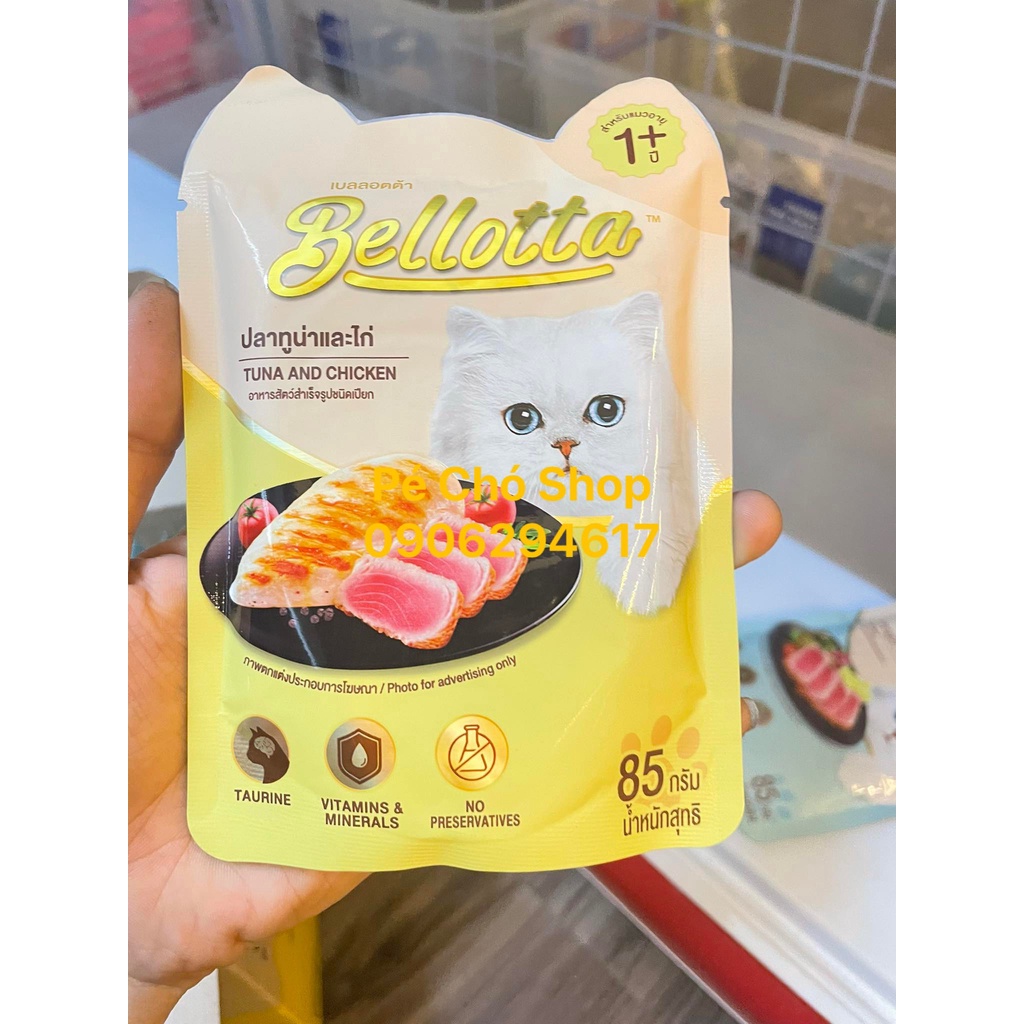 สำหรับแมวอายุ
1+
ปี
เบลลอตต้า
Bellotta™
ปลาทูน่าและไก่
TUNA AND CHICKEN
อาหารสัตว์สำเร็จรูปชนิดเปียก
Pé Chó Shop
0906294617
ภาพตกแต่งประกอบการโฆษณา / Photo for advertising only
TAURINE
VITAMINS &
MINERALS
NO
PRESERVATIVES
85 กรัม
น้ำหนักสุทธิ
85